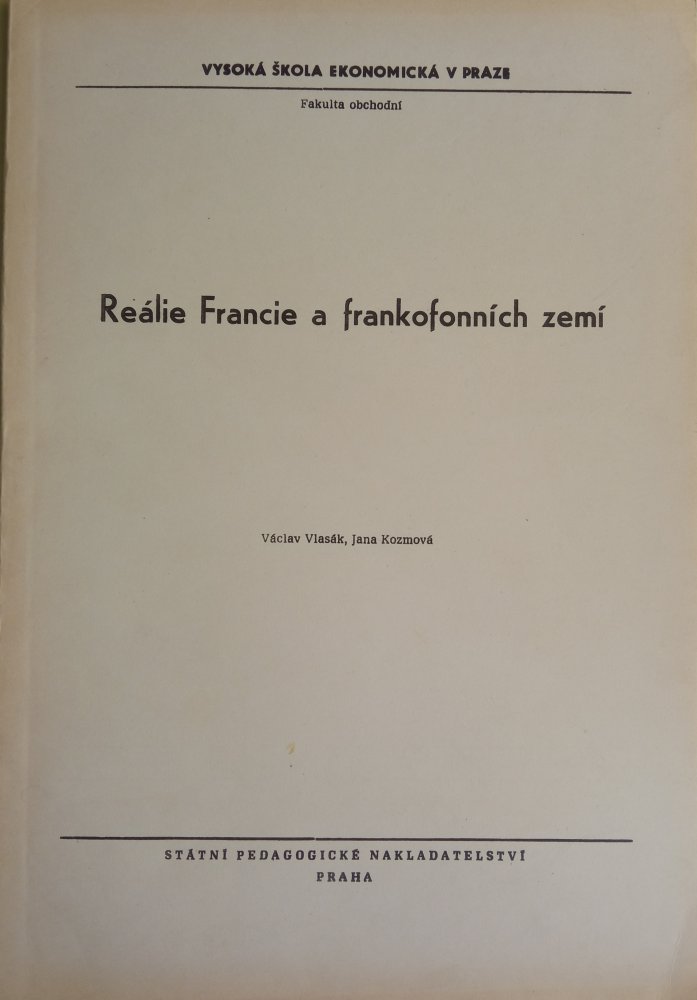 VYSOKÁ ŠKOLA EKONOMICKÁ V PRAZE
Fakulta obchodní
Reálie Francie a frankofonních zemí
Václav Vlasák, Jana Kozmová
STÁTNÍ PEDAGOGICKÉ NAKLADATELSTVÍ
PRAHA